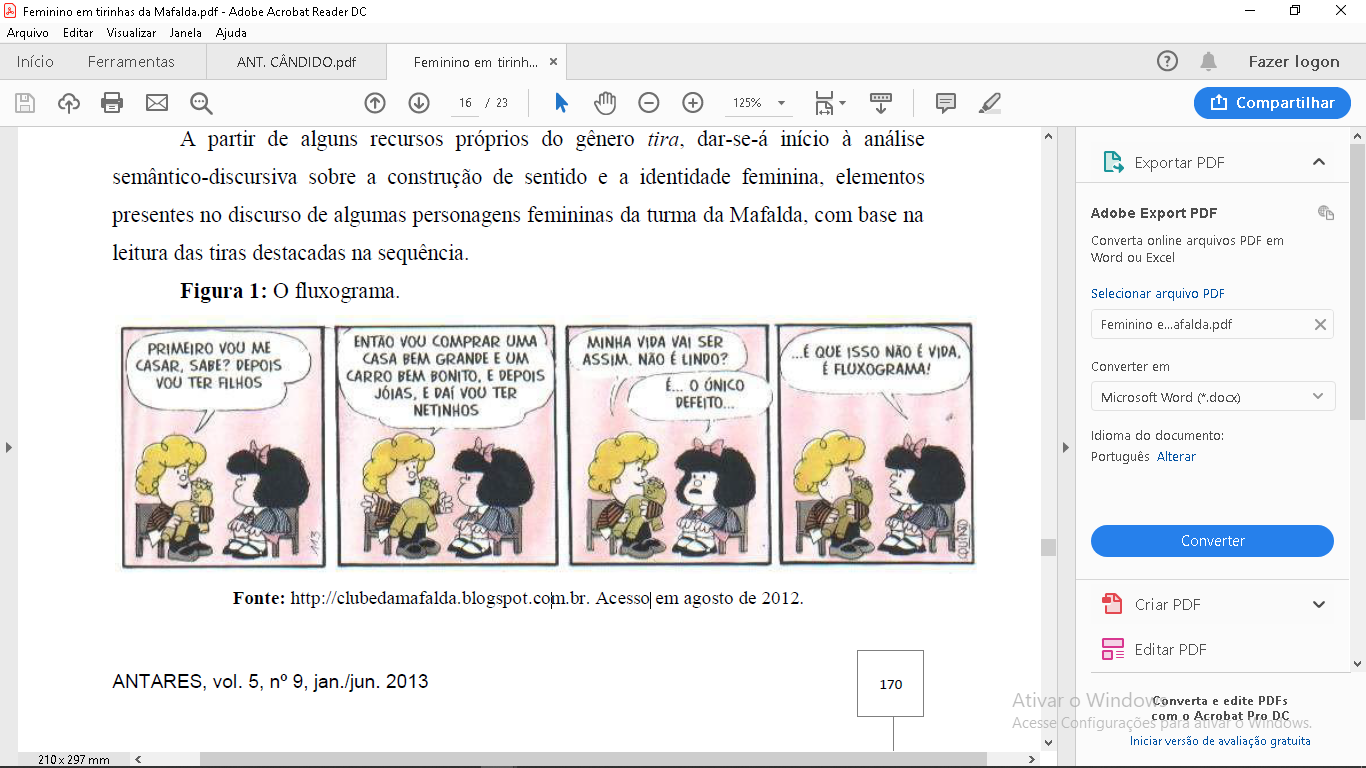 Feminino em tirinhas da Mafalda.pdf - Adobe Acrobat Reader DC
Arquivo Editar Visualizar Janela Ajuda
Início Ferramentas ANT. CÂNDIDO.pdf Feminino em tirinh... × Fazer logon
16 / 23 125% Compartilhar
A partir de alguns recursos próprios do gênero tira, dar-se-á início à análise
semântico-discursiva sobre a construção de sentido e a identidade feminina, elementos
presentes no discurso de algumas personagens femininas da turma da Mafalda, com base na
leitura das tiras destacadas na sequência.
Figura 1: O fluxograma.
PRIMEIRO VOU ME
CASAR, SABE? DEPOIS
VOU TER FILHOS
113
ENTÃO VOU COMPRAR UMA
CASA BEM GRANDE E UM
CARRO BEM BONITO, E DEPOIS
JÓIAS, E DAÍ VOU TER
NETINHOS
MINHA VIDA VAI SER
ASSIM. NÃO É LINDO?
É... O ÚNICO
DEFEITO...
...É QUE ISSO NÃO É VIDA,
É FLUXOGRAMA!
Fonte: http://clubedamafalda.blogspot.com.br. Acesso em agosto de 2012.
ANTARES, vol. 5, nº 9, jan./jun. 2013
170
210 x 297 mm
Exportar PDF
Adobe Export PDF
Converta online arquivos PDF em
Word ou Excel
Selecionar arquivo PDF
Feminino e...afalda.pdf
Converter em
Microsoft Word (*.docx)
Idioma do documento:
Português Alterar
Converter
Criar PDF
Editar PDF
Ativar o Windows
Acesse Configurações para ativar o Windows.
Converta e edite PDFs
com o Acrobat Pro DC
Iniciar versão de avaliação gratuita